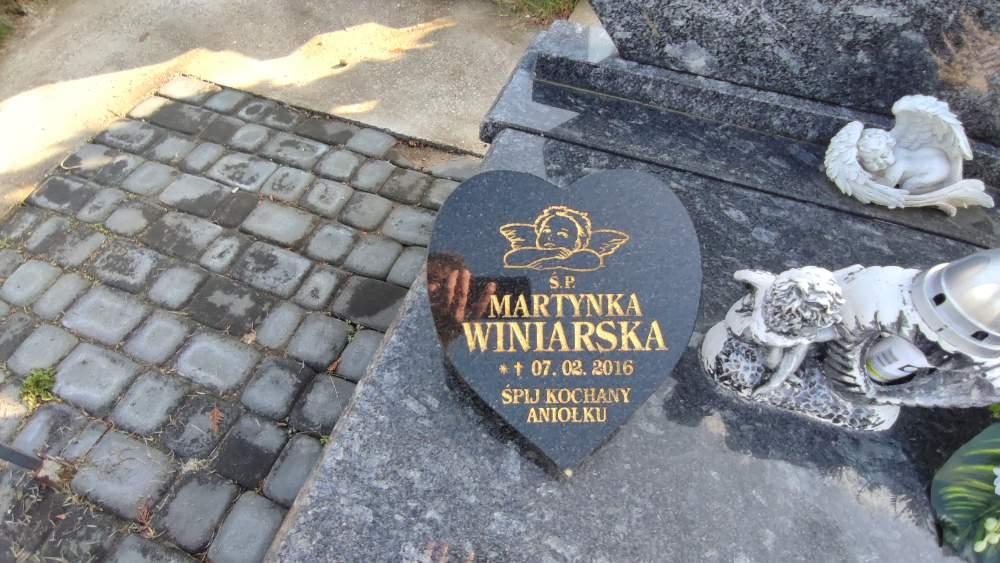 Ś.P.
MARTYNKA
WINIARSKA
* † 07. 02. 2016
ŚPIJ KOCHANY
ANIOŁKU